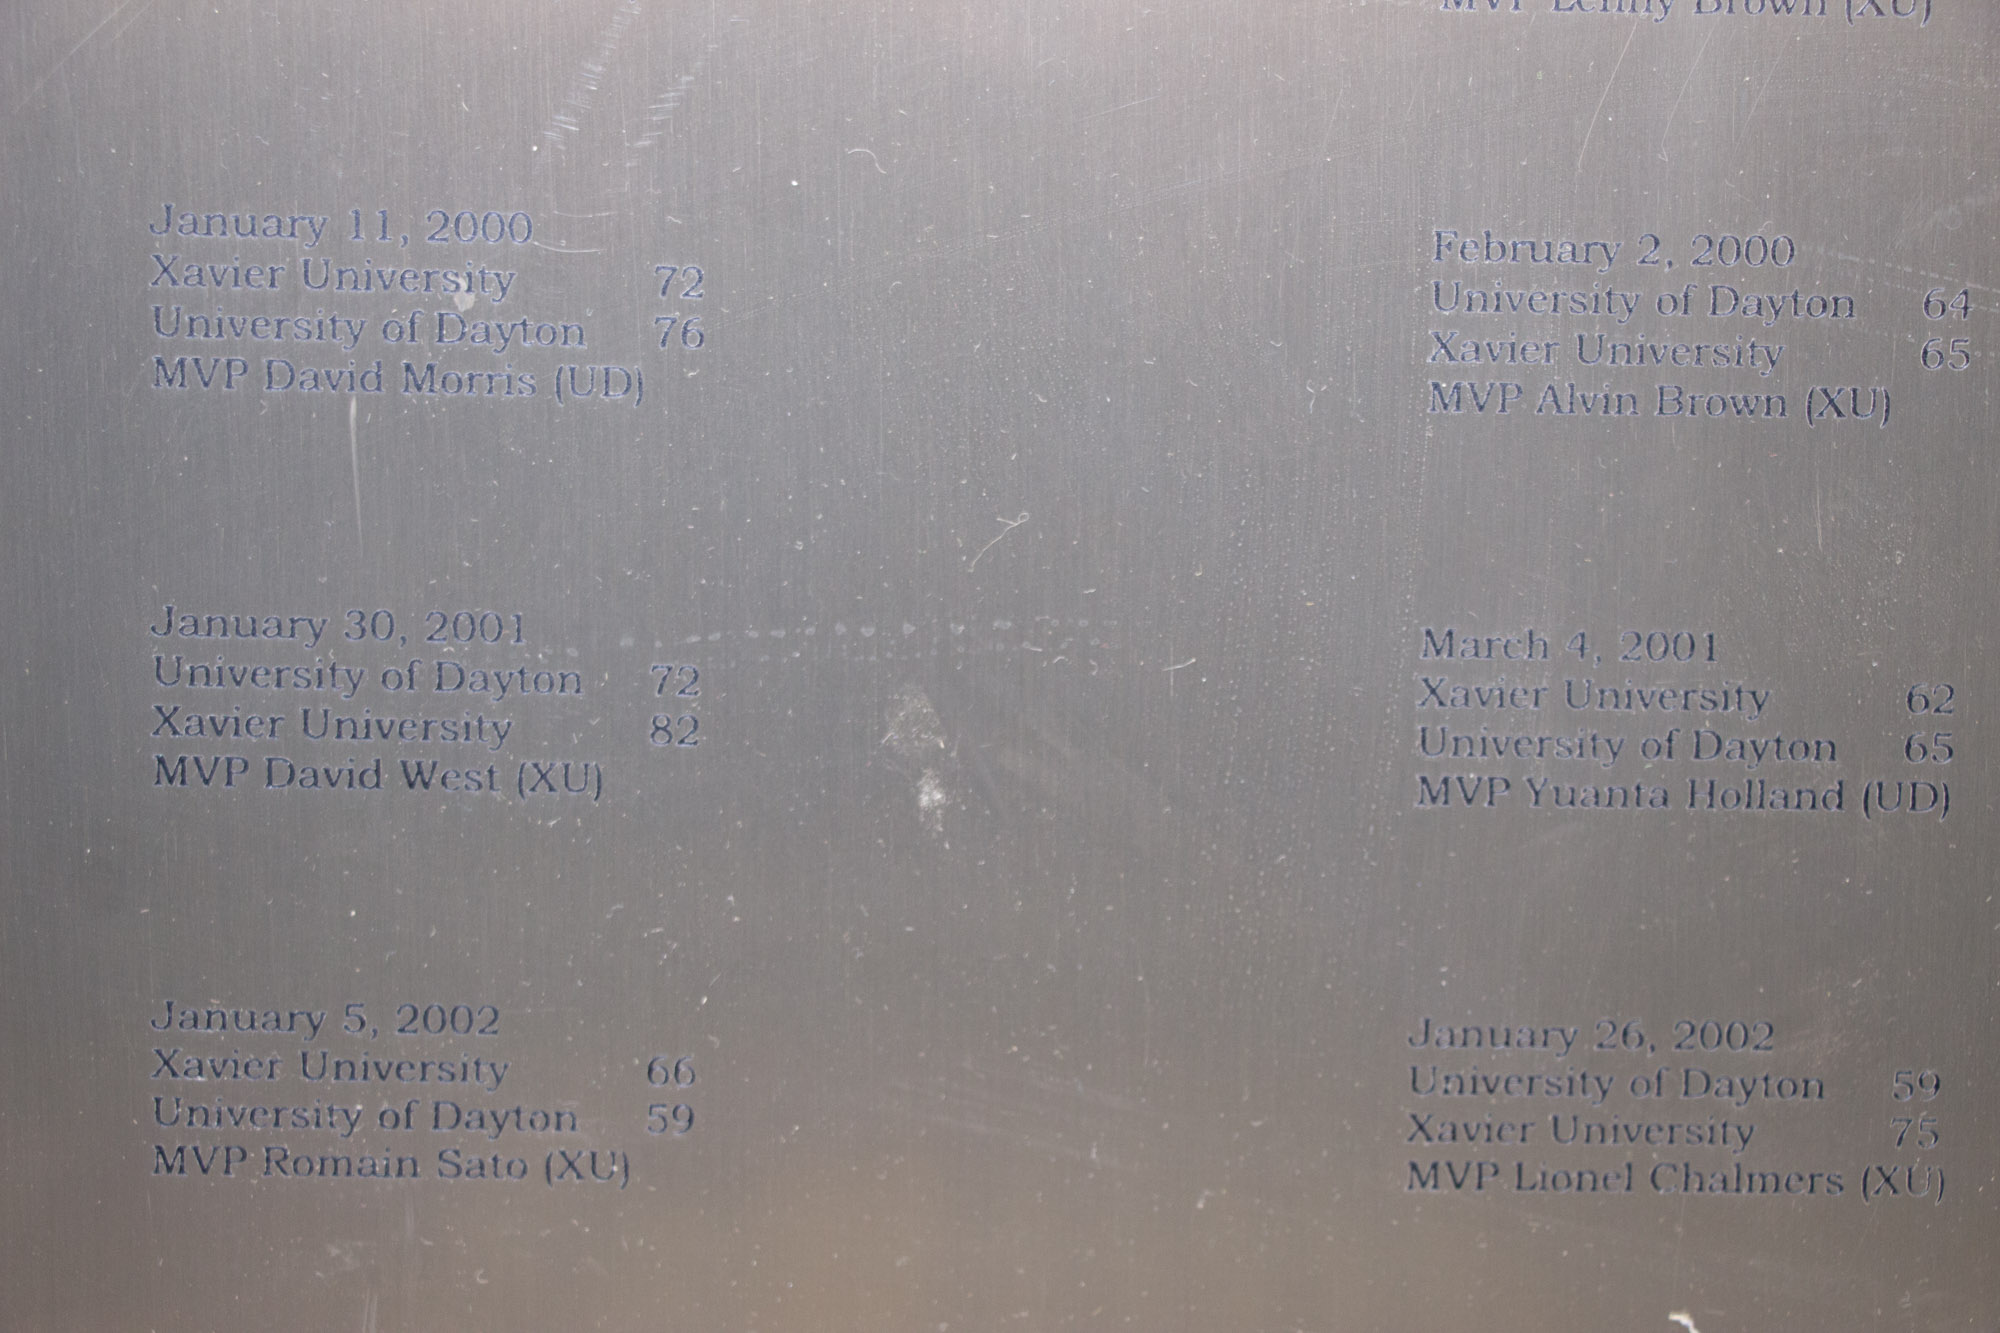 MVP Lenny Brown (XU)
January 11, 2000
Xavier University 72
University of Dayton 76
MVP David Morris (UD)
February 2, 2000
University of Dayton 64
Xavier University 65
MVP Alvin Brown (XU)
January 30, 2001
University of Dayton 72
Xavier University 82
MVP David West (XU)
March 4, 2001
Xavier University 62
University of Dayton 65
MVP Yuanta Holland (UD)
January 5, 2002
Xavier University 66
University of Dayton 59
MVP Romain Sato (XU)
January 26, 2002
University of Dayton 59
Xavier University 75
MVP Lionel Chalmers (XU)